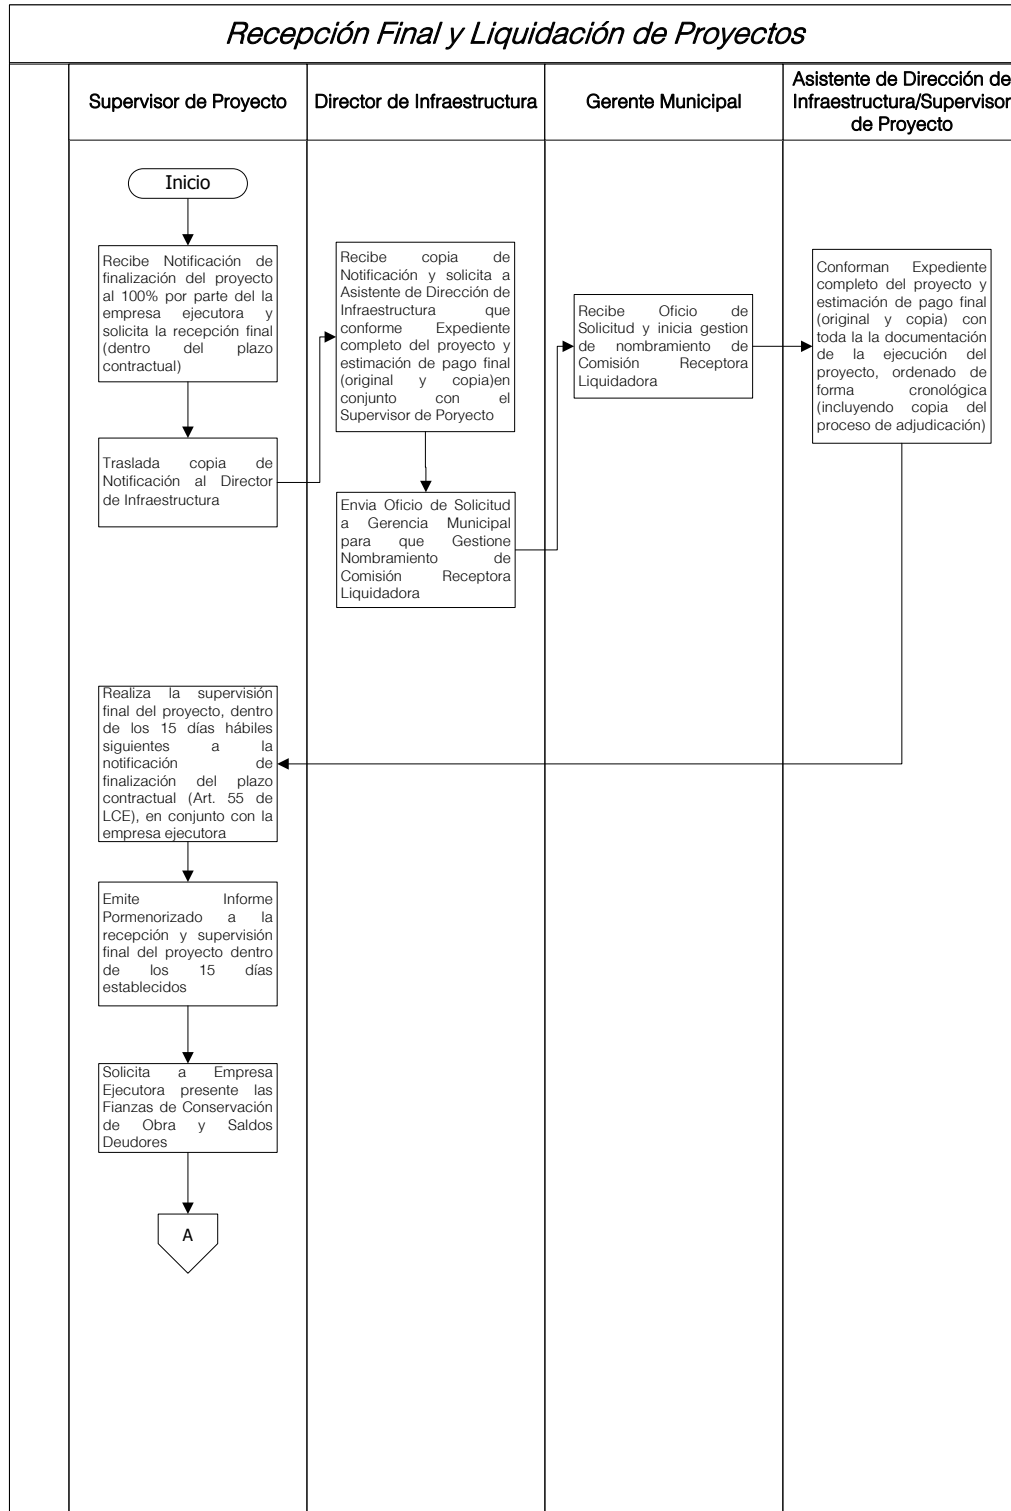 Recepción Final y Liquidación de Proyectos
Supervisor de Proyecto
Director de Infraestructura
Gerente Municipal
Asistente de Dirección de
Infraestructura/Supervisor
de Proyecto
Inicio
Recibe Notificación de
finalización del proyecto
al 100% por parte del la
empresa ejecutora y
solicita la recepción final
(dentro del plazo
contractual)
Traslada copia de
Notificación al Director
de Infraestructura
Recibe copia de
Notificación y solicita a
Asistente de Dirección de
Infraestructura que
conforme Expediente
completo del proyecto y
estimación de pago final
(original y copia)en
conjunto con el
Supervisor de Poryecto
Envia Oficio de Solicitud
a Gerencia Municipal
para que Gestione
Nombramiento de
Comisión Receptora
Liquidadora
Recibe Oficio de
Solicitud y inicia gestion
de nombramiento de
Comisión Receptora
Liquidadora
Conforman Expediente
completo del proyecto y
estimación de pago final
(original y copia) con
toda la la documentación
de la ejecución del
proyecto, ordenado de
forma cronológica
(incluyendo copia del
proceso de adjudicación)
Realiza la supervisión
final del proyecto, dentro
de los 15 días hábiles
siguientes a la
notificación de
finalización del plazo
contractual (Art. 55 de
LCE), en conjunto con la
empresa ejecutora
Emite Informe
Pormenorizado a la
recepción y supervisión
final del proyecto dentro
de los 15 días
establecidos
Solicita a Empresa
Ejecutora presente las
Fianzas de Conservación
de Obra y Saldos
Deudores
A